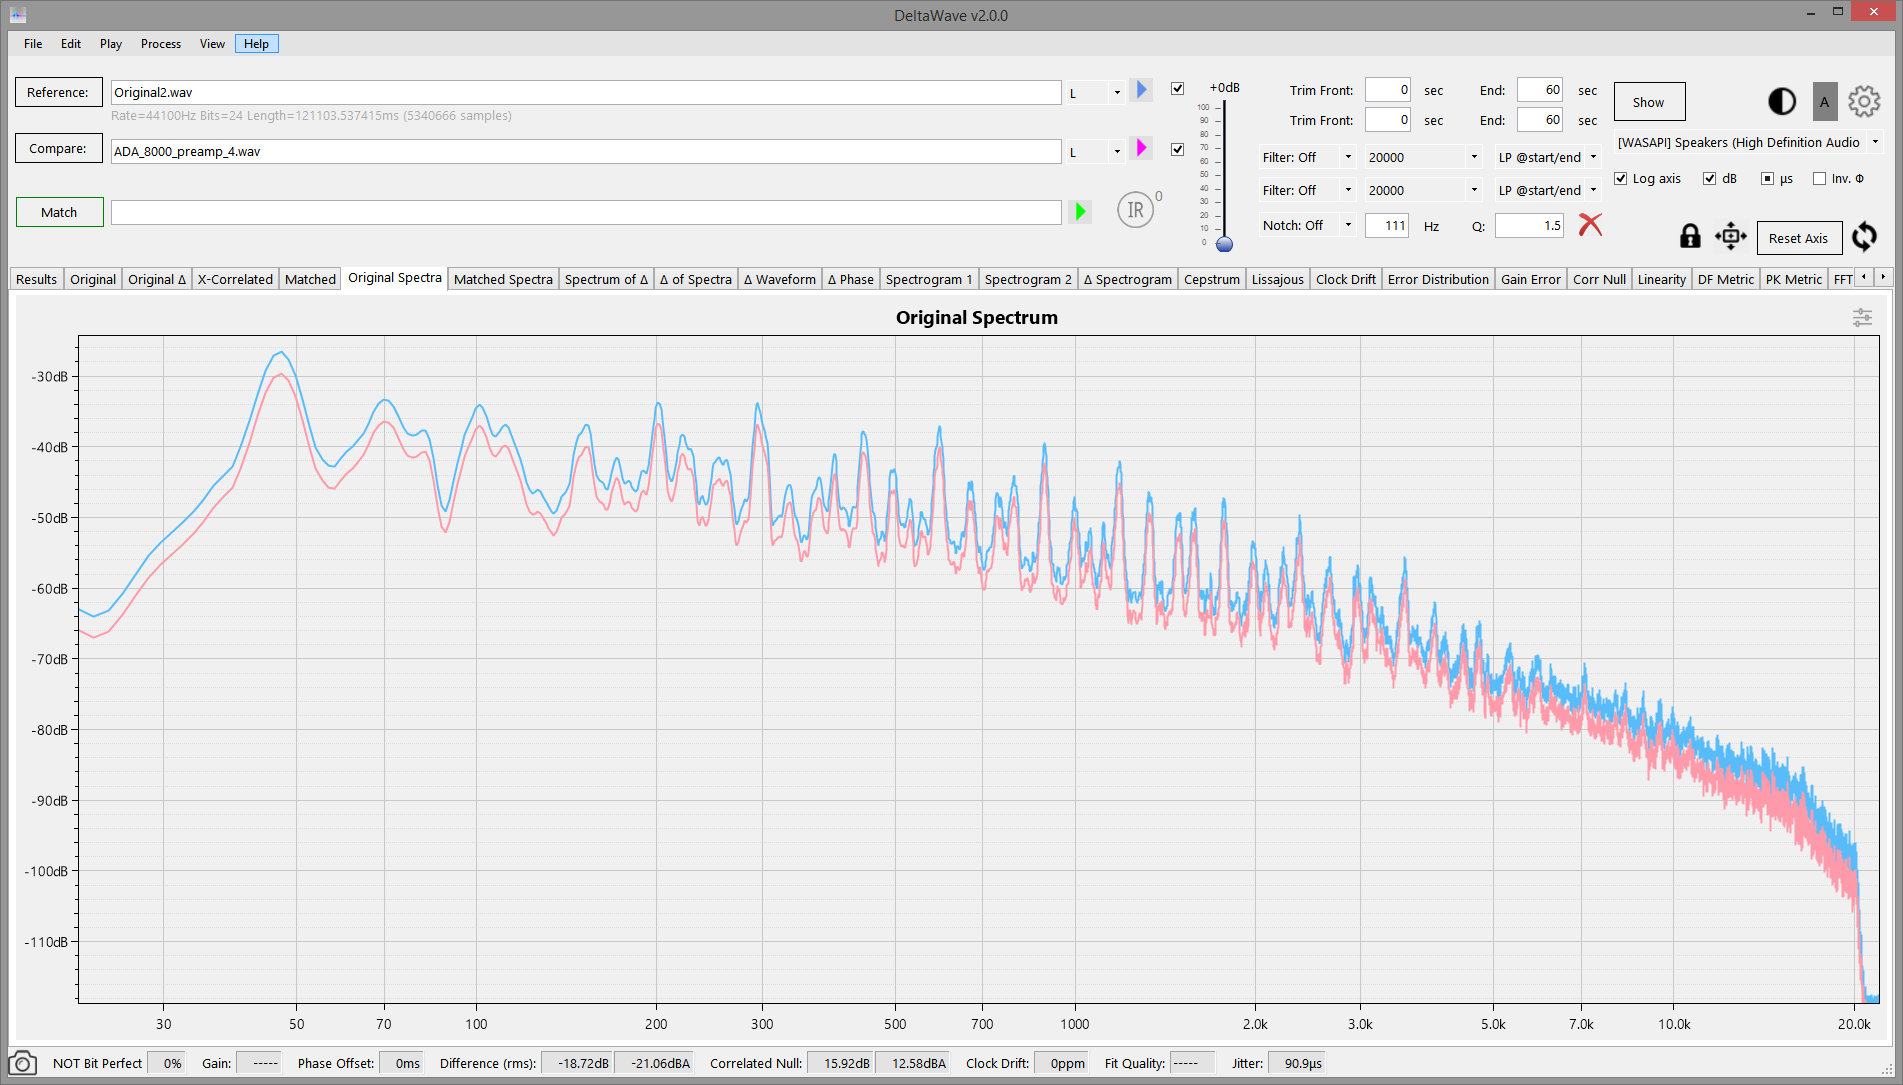 DeltaWave v2.0.0
File Edit Play Process View Help
Reference: Original2.wav L
Rate=44100Hz Bits=24 Length=121103.537415ms (5340666 samples)
Compare: ADA_8000_preamp_4.wav L
Match IR 0
+0dB
100
90
80
70
60
50
40
30
20
10
0
Trim Front: 0 sec End: 60 sec
Trim Front: 0 sec End: 60 sec
Filter: Off 20000 LP @start/end
Filter: Off 20000 LP @start/end
Notch: Off 111 Hz Q: 1.5
Show A
[WASAPI] Speakers (High Definition Audio
Log axis dB µs Inv. Φ
Reset Axis
Results Original Original Δ X-Correlated Matched Original Spectra Matched Spectra Spectrum of Δ Δ of Spectra Δ Waveform Δ Phase Spectrogram 1 Spectrogram 2 Δ Spectrogram Cepstrum Lissajous Clock Drift Error Distribution Gain Error Corr Null Linearity DF Metric PK Metric FFT
Original Spectrum
-30dB
-40dB
-50dB
-60dB
-70dB
-80dB
-90dB
-100dB
-110dB
30 50 70 100 200 300 500 700 1000 2.0k 3.0k 5.0k 7.0k 10.0k 20.0k
NOT Bit Perfect 0% Gain: ----- Phase Offset: 0ms Difference (rms): -18.72dB -21.06dBA Correlated Null: 15.92dB 12.58dBA Clock Drift: 0ppm Fit Quality: ----- Jitter: 90.9µs